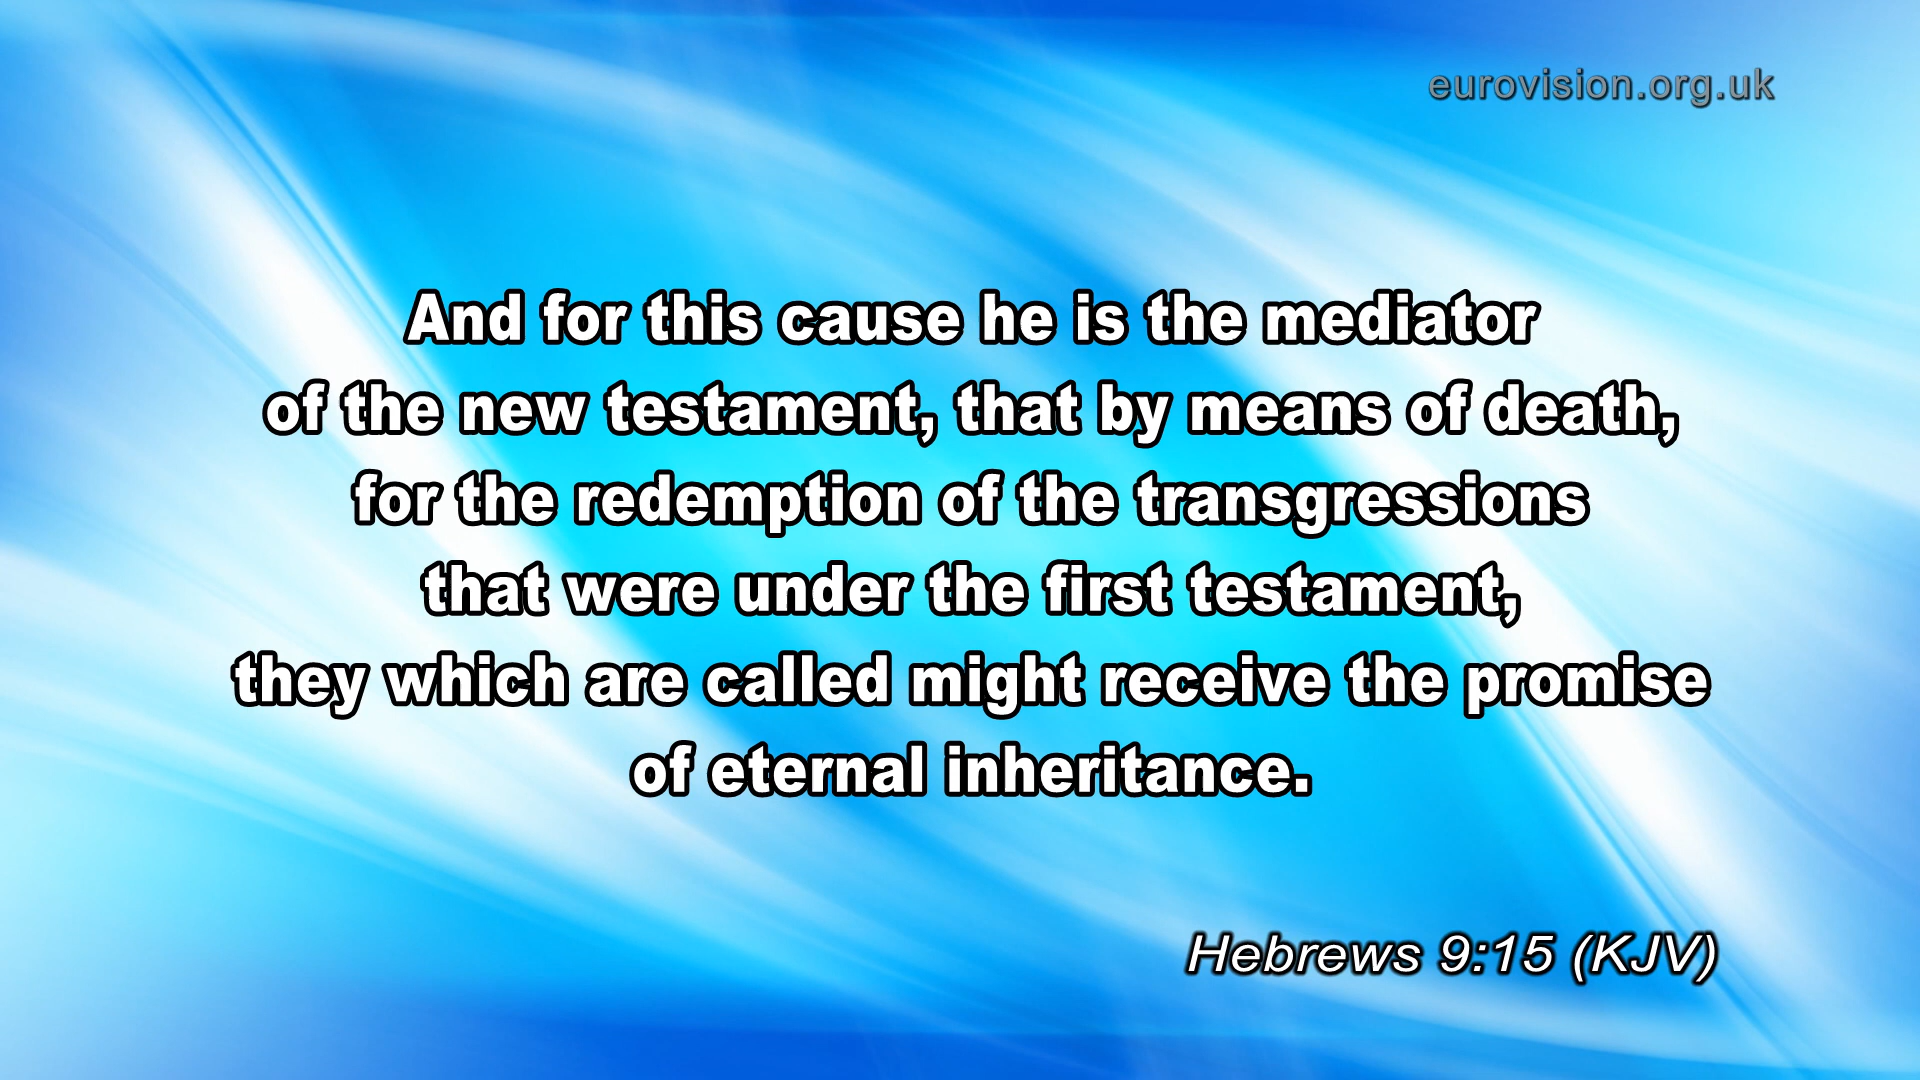 eurovision.org.uk
And for this cause he is the mediator
of the new testament, that by means of death,
for the redemption of the transgressions
that were under the first testament,
they which are called might receive the promise
of eternal inheritance.
Hebrews 9:15 (KJV)